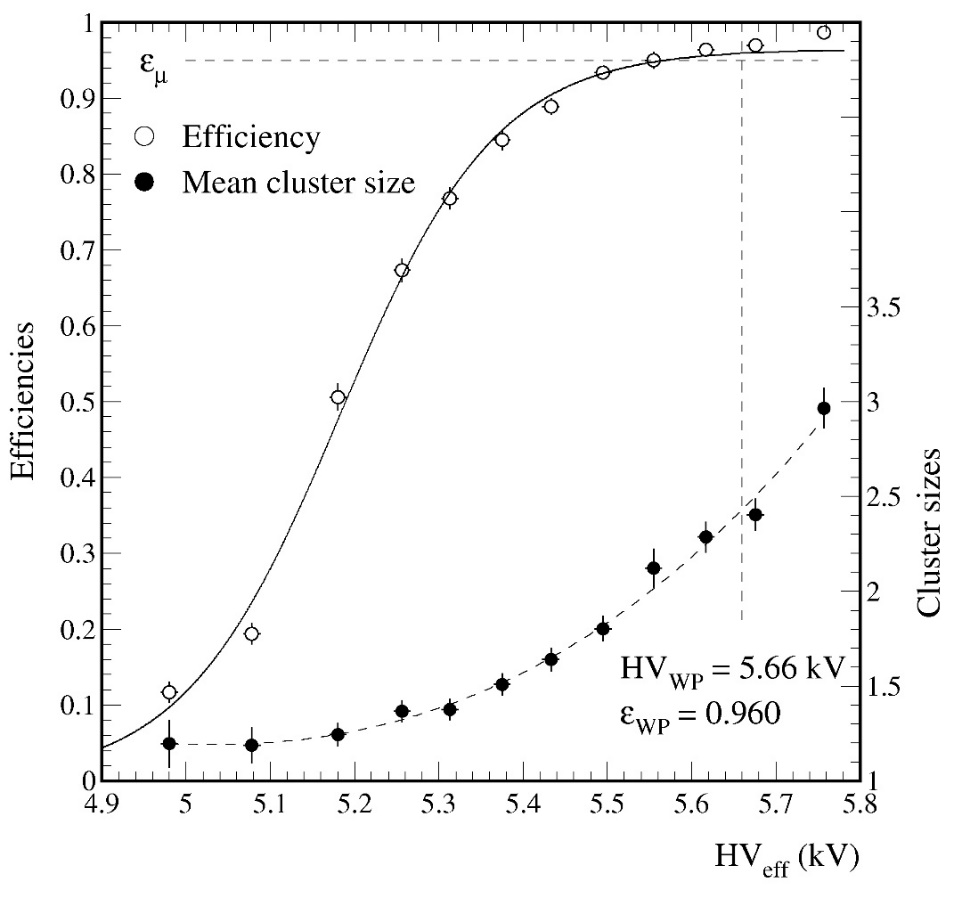 1
ε_μ
0.9
Efficiency
0.8
Mean cluster size
0.7
0.6
3.5
Efficiencies
0.5
3
0.4
2.5
Cluster sizes
0.3
2
0.2
HV_WP = 5.66 kV
1.5
0.1
ε_WP = 0.960
0
1
4.9 5 5.1 5.2 5.3 5.4 5.5 5.6 5.7 5.8
HV_eff (kV)